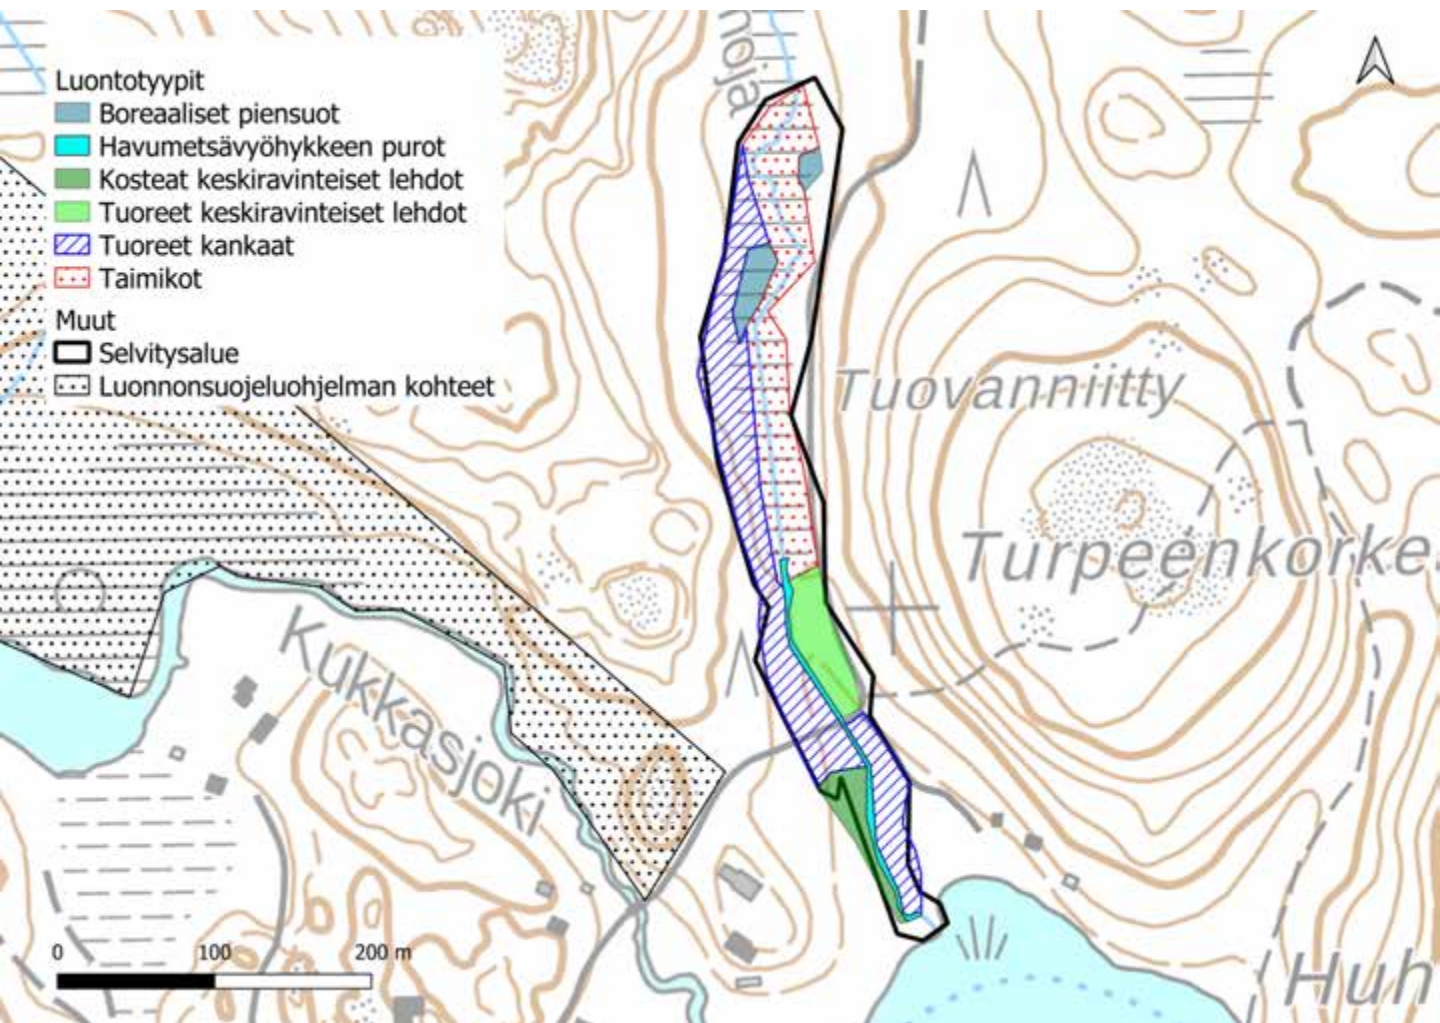 Luontotyypit
Boreaaliset piensuot
Havumetsävyöhykkeen purot
Kosteat keskiravinteiset lehdot
Tuoreet keskiravinteiset lehdot
Tuoreet kankaat
Taimikot
Muut
Selvitysalue
Luonnonsuojeluohjelman kohteet
Tuovanniitty
Turpeenkorke
Kukkasjoki
0 100 200 m
Huh